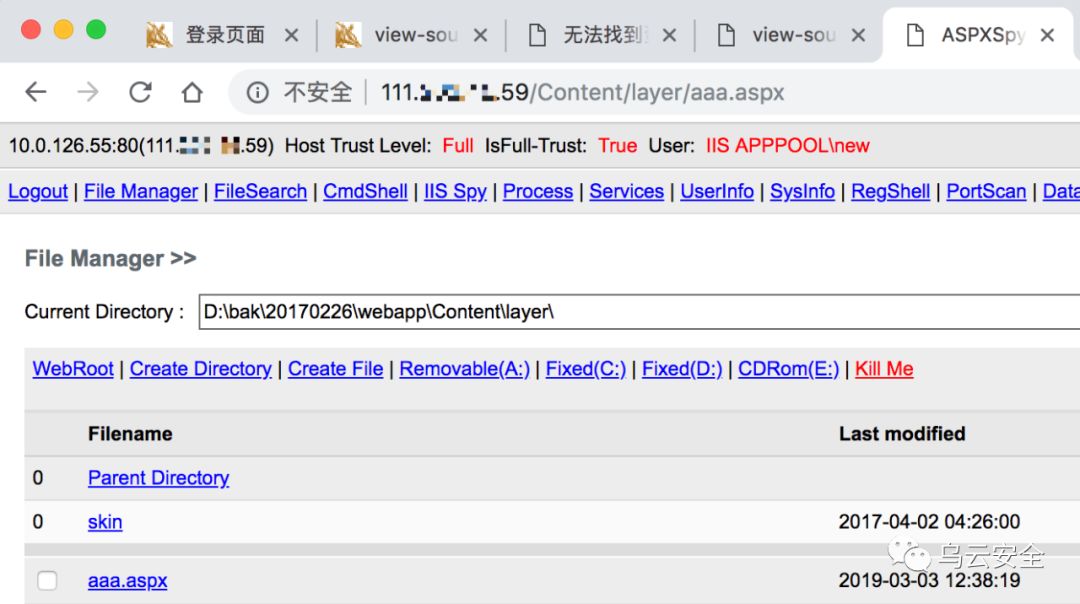 登录页面 view-sou 无法找到 view-sou ASPXSpy
不安全 111. .59/Content/layer/aaa.aspx
10.0.126.55:80(111. .59) Host Trust Level: Full IsFull-Trust: True User: IIS APPPOOL\new
Logout | File Manager | FileSearch | CmdShell | IIS Spy | Process | Services | UserInfo | SysInfo | RegShell | PortScan | Data
File Manager >>
Current Directory : D:\bak\20170226\webapp\Content\layer\
WebRoot | Create Directory | Create File | Removable(A:) | Fixed(C:) | Fixed(D:) | CDRom(E:) | Kill Me
Filename Last modified
0 Parent Directory
0 skin 2017-04-02 04:26:00
乌云安全
aaa.aspx 2019-03-03 12:38:19